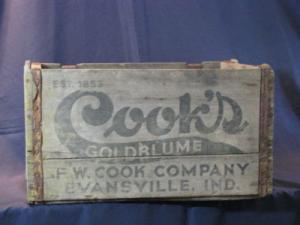 EST. 1853
Cook's
GOLDBLUME
F.W. COOK COMPANY
EVANSVILLE, IND.